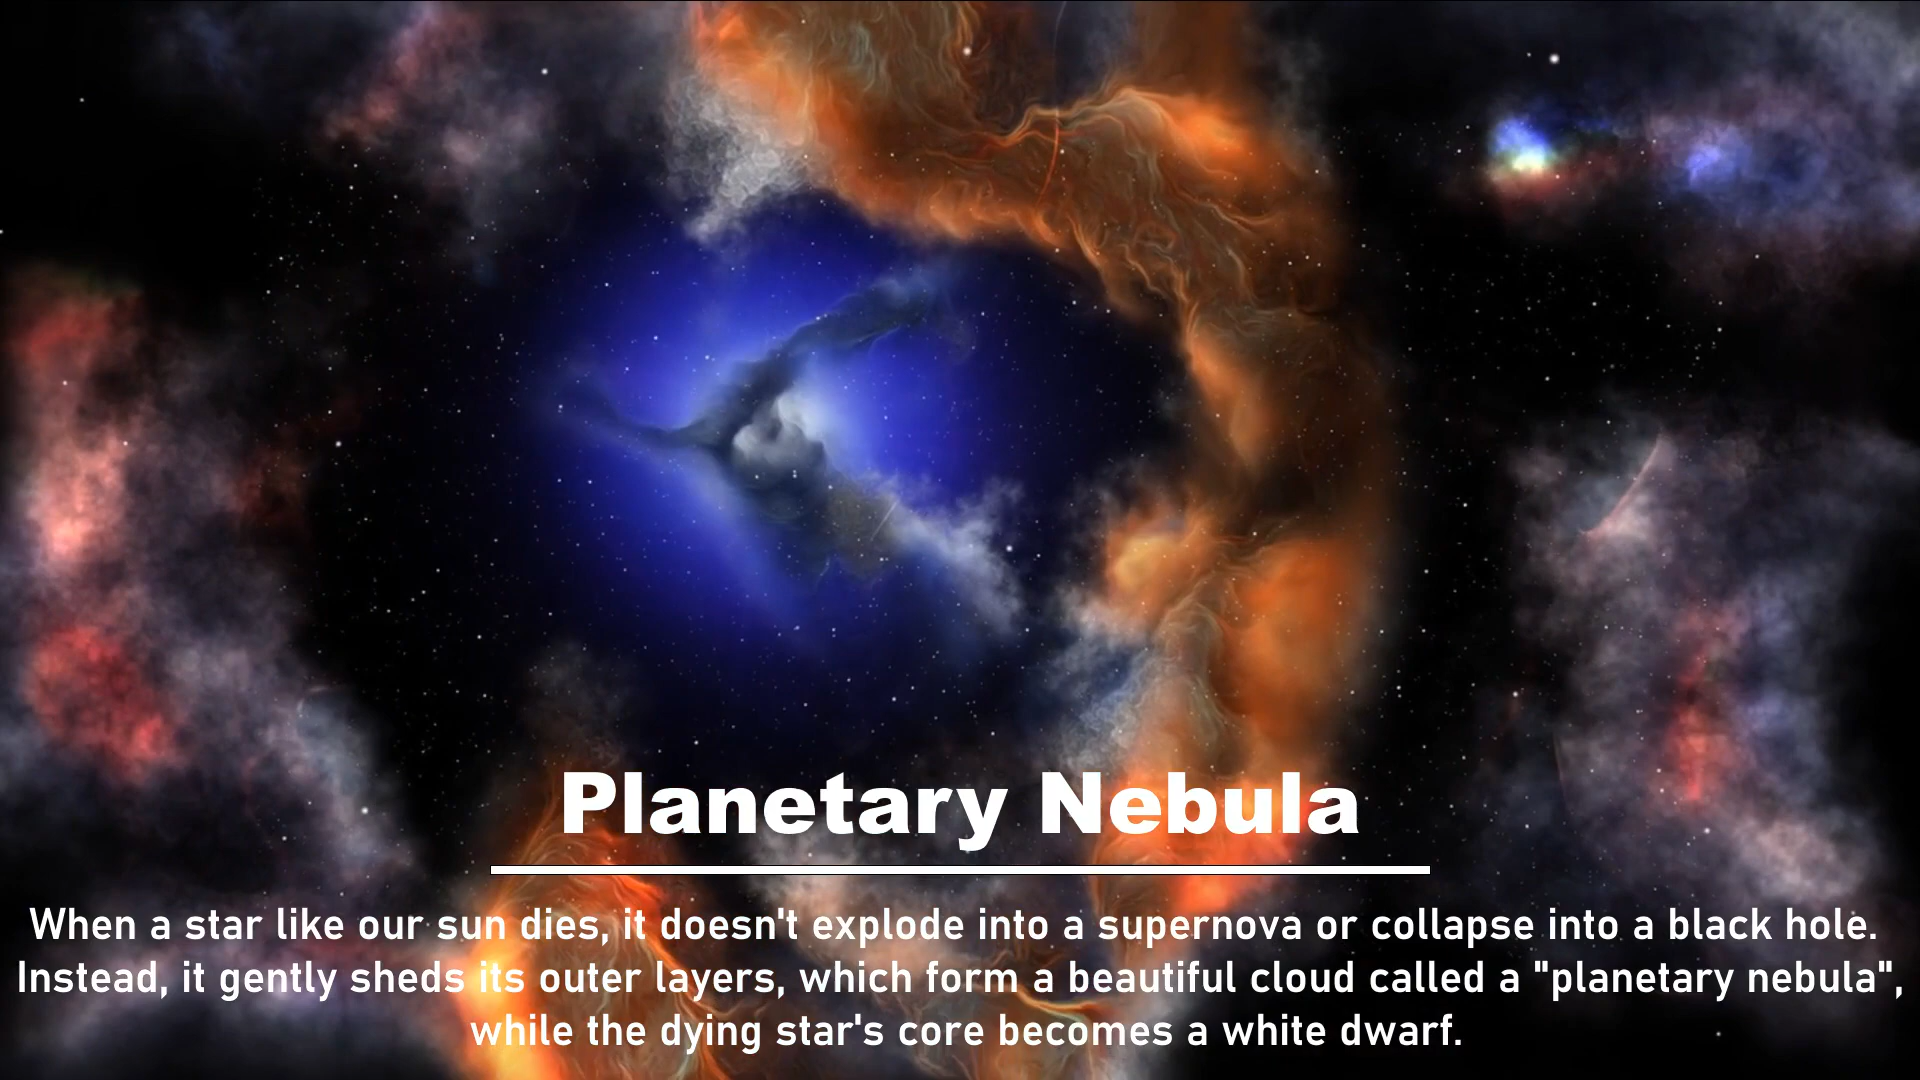 Planetary Nebula
When a star like our sun dies, it doesn't explode into a supernova or collapse into a black hole.
Instead, it gently sheds its outer layers, which form a beautiful cloud called a "planetary nebula",
while the dying star's core becomes a white dwarf.